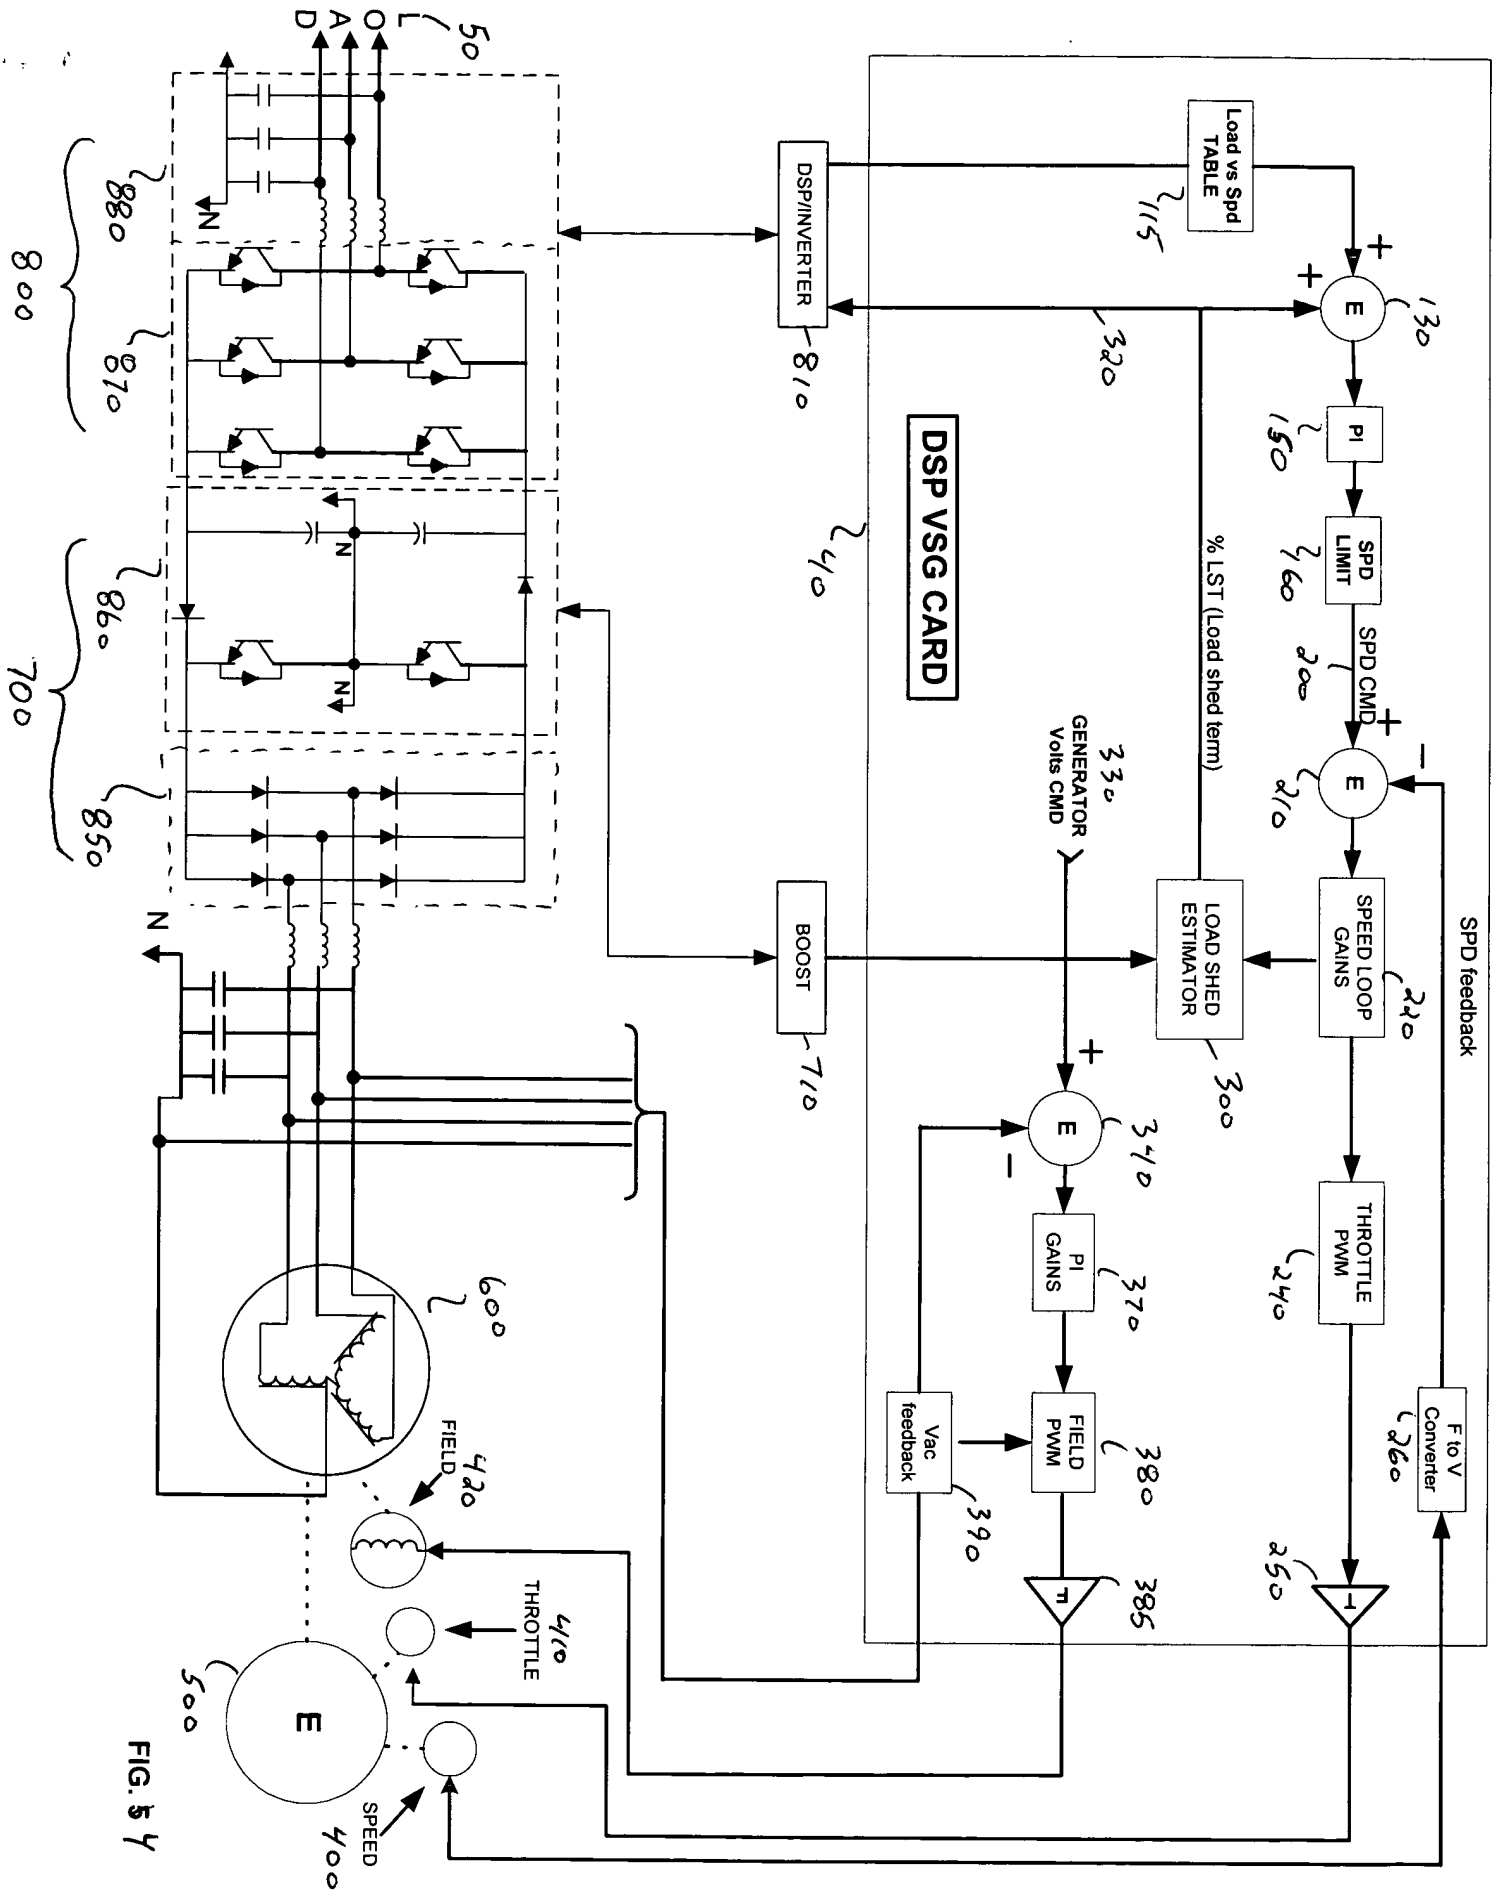 SPD feedback
F to V
Converter
260
Load vs Spd
TABLE
115
+
+
E
130
PI
150
SPD
LIMIT
160
SPD CMD
200
+
-
E
210
SPEED LOOP
GAINS
220
THROTTLE
PWM
240
T
250
% LST (Load shed term)
320
LOAD SHED
ESTIMATOR
300
DSP VSG CARD
40
330
GENERATOR
Volts CMD
+
-
E
340
PI
GAINS
370
FIELD
PWM
380
F
385
Vac
feedback
390
DSP/INVERTER
810
BOOST
710
50
L
O
A
D
N
880
870
800
N
N
860
850
700
N
600
FIELD
420
THROTTLE
410
SPEED
400
E
500
FIG. 5 4